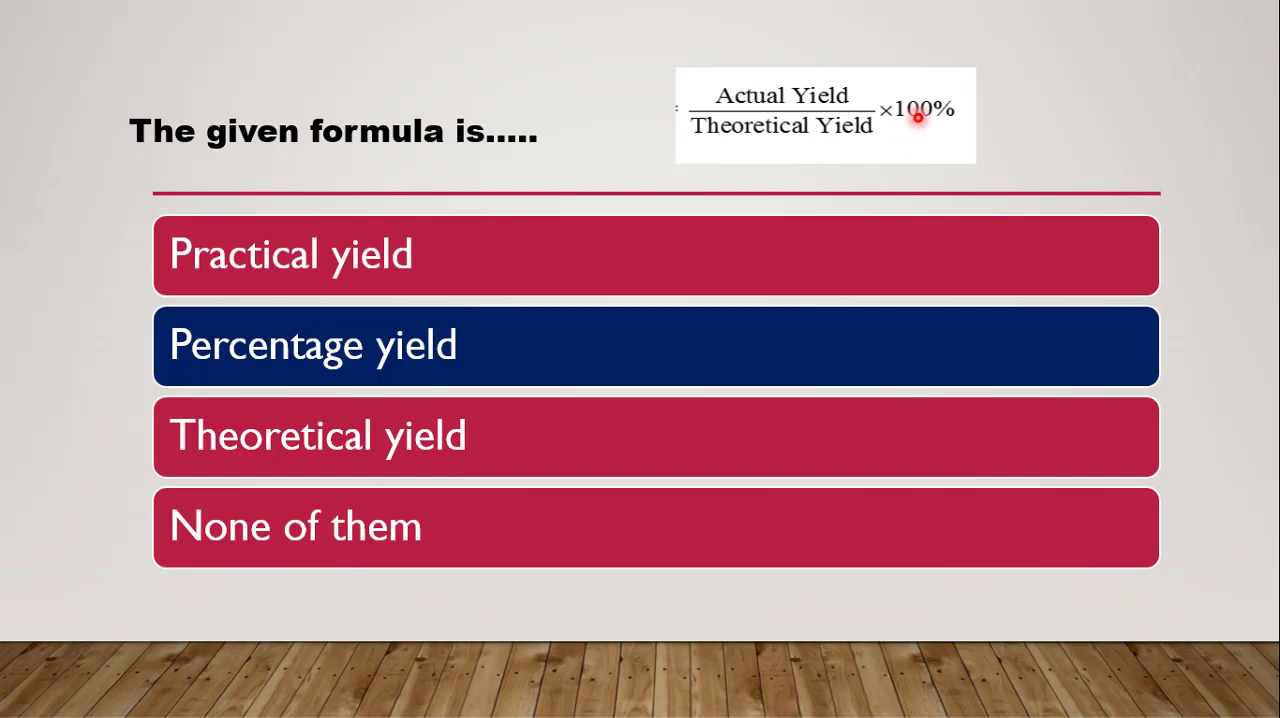 The given formula is.....
= Actual Yield
Theoretical Yield ×100%
Practical yield
Percentage yield
Theoretical yield
None of them